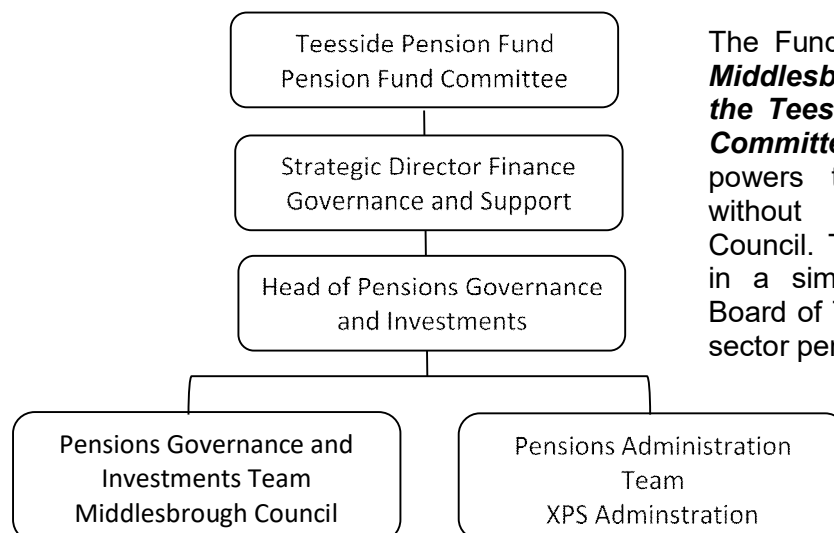 Teesside Pension Fund
Pension Fund Committee
Strategic Director Finance
Governance and Support
Head of Pensions Governance
and Investments
Pensions Governance and
Investments Team
Middlesbrough Council
Pensions Administration
Team
XPS Adminstration
The Fund
Middlesb
the Tees
Committe
powers t
without
Council. T
in a sim
Board of T
sector per